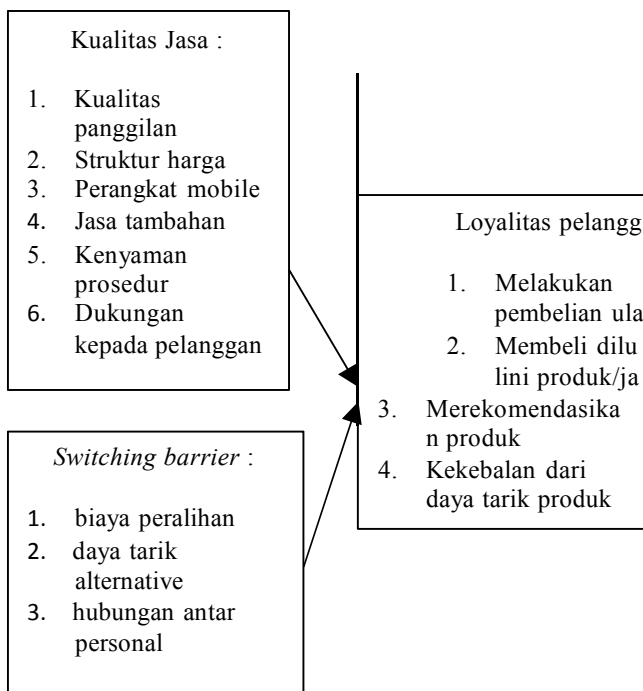 Kualitas Jasa :
1. Kualitas
panggilan
2. Struktur harga
3. Perangkat mobile
4. Jasa tambahan
5. Kenyaman
prosedur
6. Dukungan
kepada pelanggan
Switching barrier :
1. biaya peralihan
2. daya tarik
alternative
3. hubungan antar
personal
Loyalitas pelangg
1. Melakukan
pembelian ula
2. Membeli dilu
lini produk/ja
3. Merekomendasika
n produk
4. Kekebalan dari
daya tarik produk